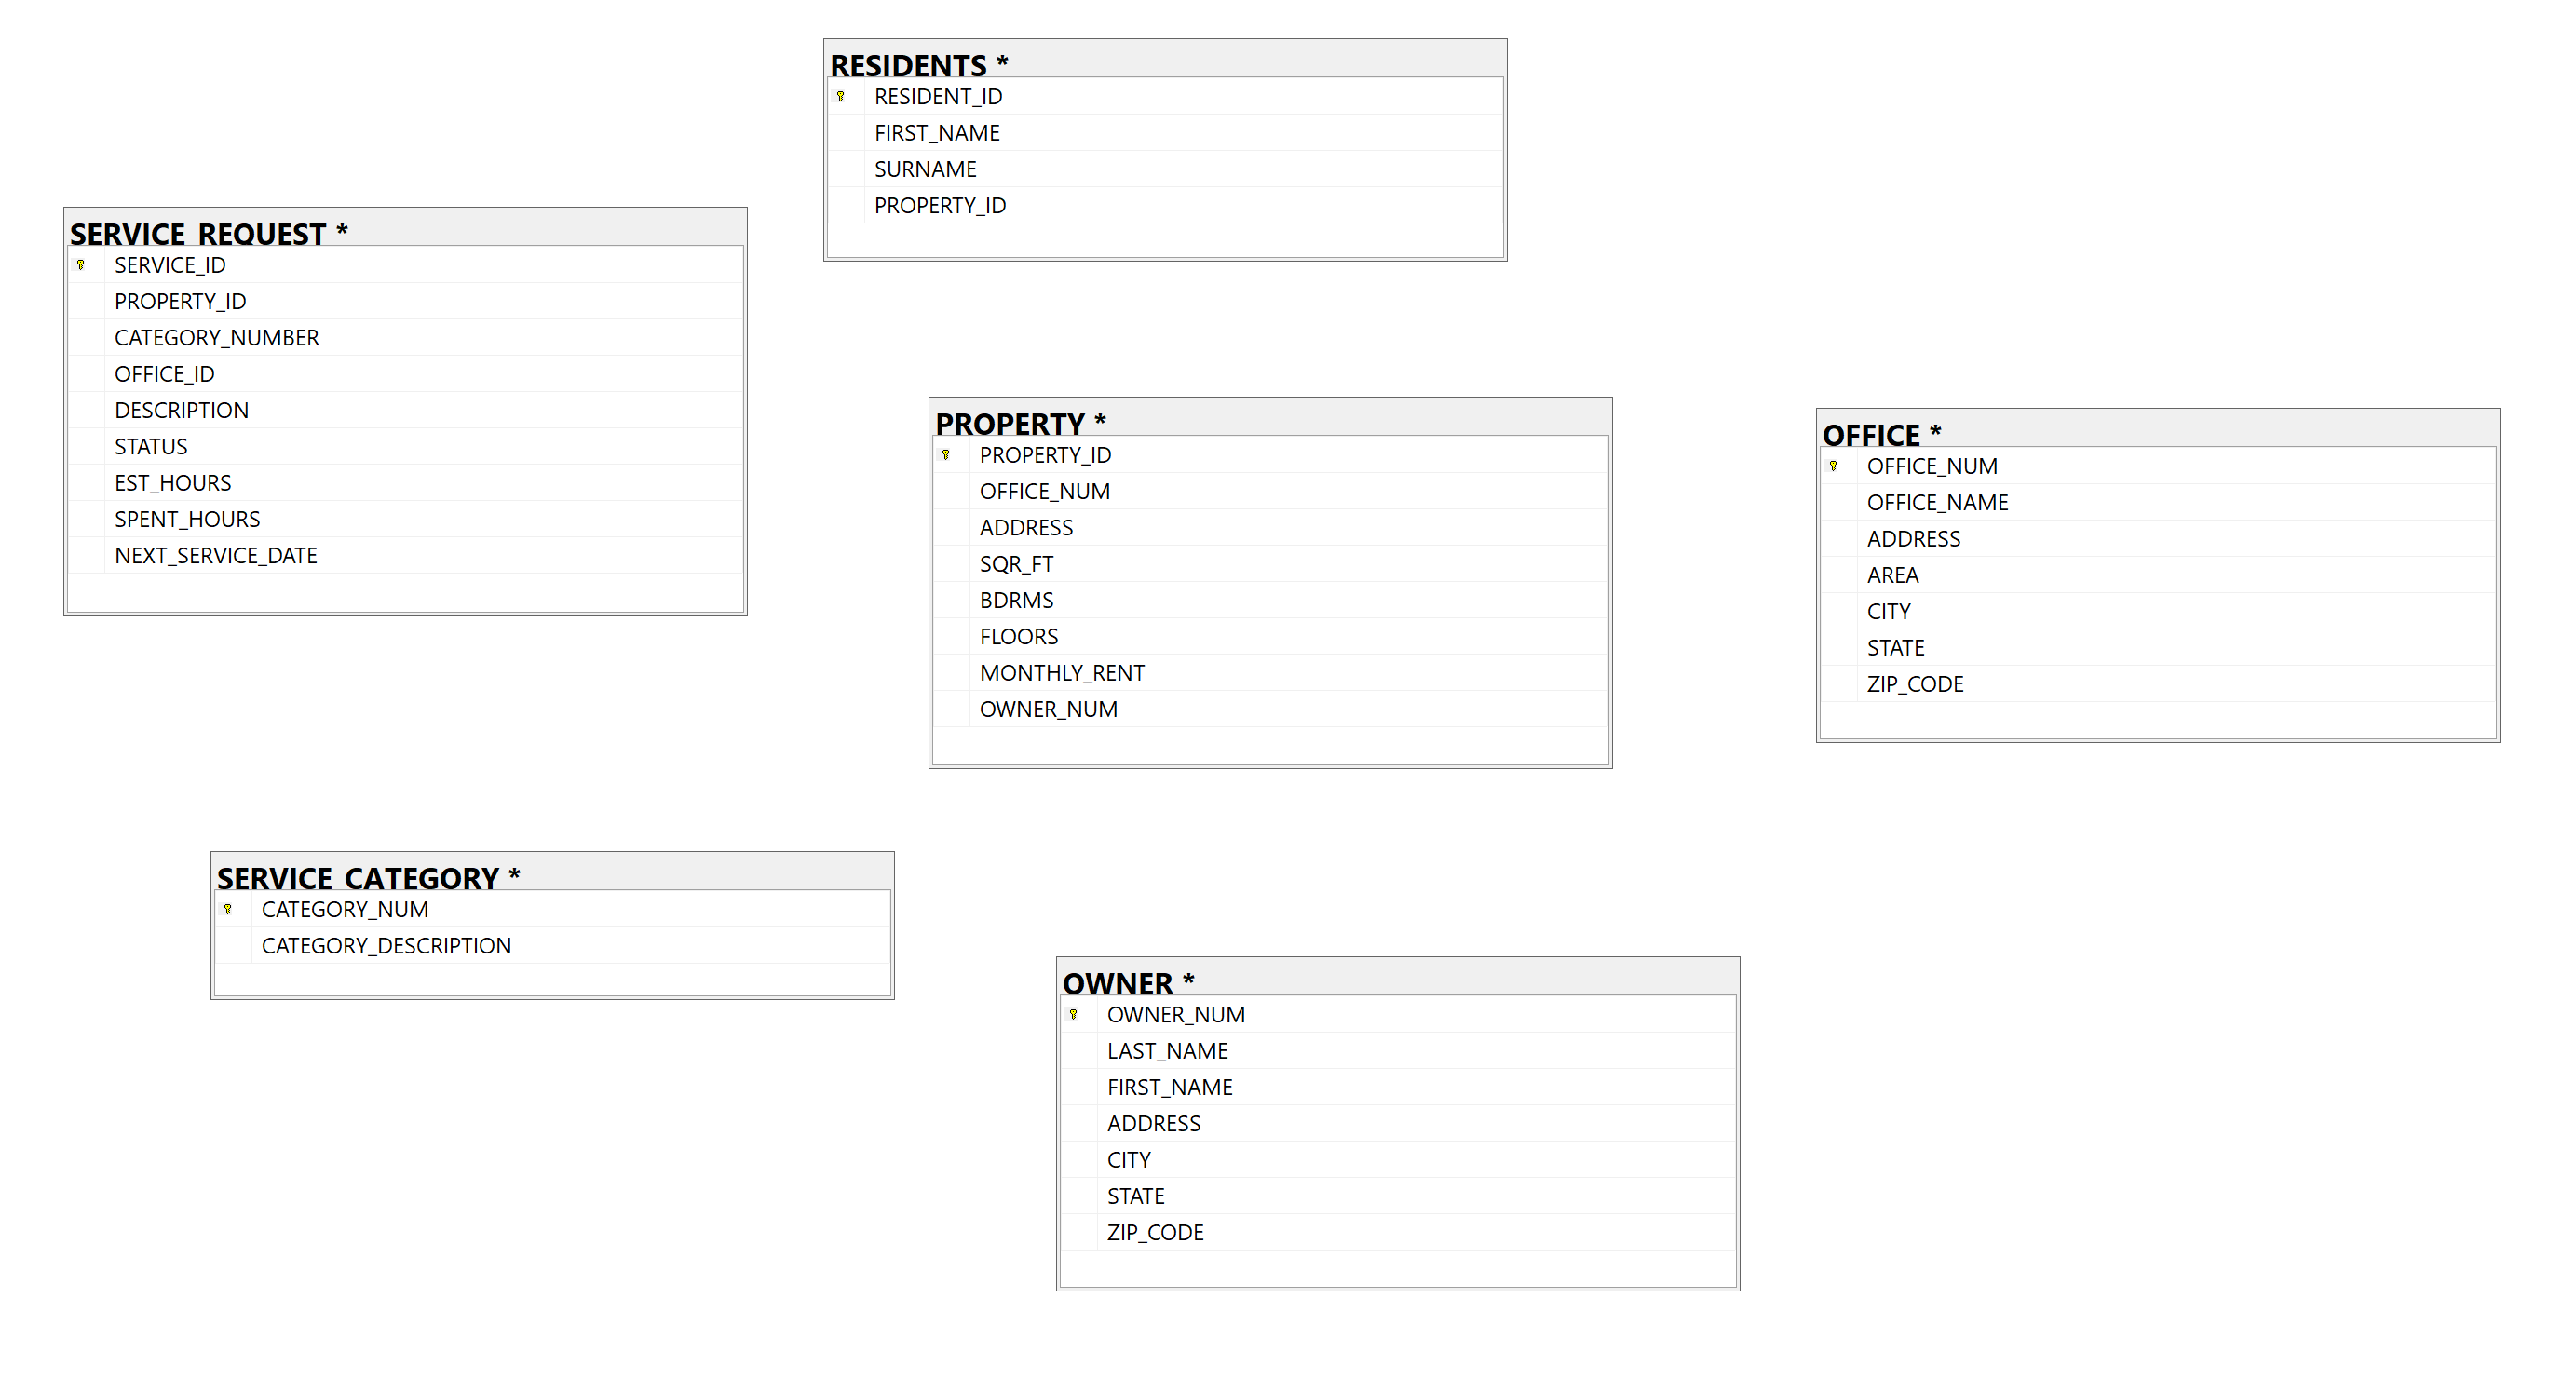 RESIDENTS *
RESIDENT_ID
FIRST_NAME
SURNAME
PROPERTY_ID
SERVICE_REQUEST *
SERVICE_ID
PROPERTY_ID
CATEGORY_NUMBER
OFFICE_ID
DESCRIPTION
STATUS
EST_HOURS
SPENT_HOURS
NEXT_SERVICE_DATE
PROPERTY *
PROPERTY_ID
OFFICE_NUM
ADDRESS
SQR_FT
BDRMS
FLOORS
MONTHLY_RENT
OWNER_NUM
OFFICE *
OFFICE_NUM
OFFICE_NAME
ADDRESS
AREA
CITY
STATE
ZIP_CODE
SERVICE_CATEGORY *
CATEGORY_NUM
CATEGORY_DESCRIPTION
OWNER *
OWNER_NUM
LAST_NAME
FIRST_NAME
ADDRESS
CITY
STATE
ZIP_CODE